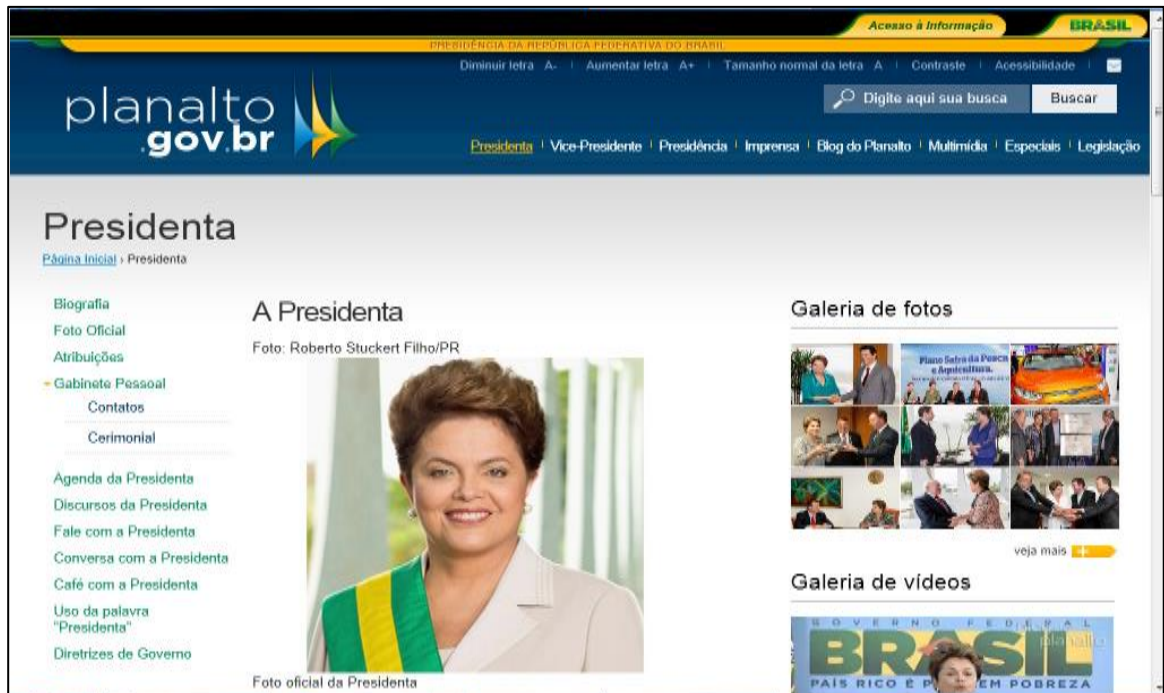 Acesso à Informação
BRASIL
PRESIDÊNCIA DA REPÚBLICA FEDERATIVA DO BRASIL
Diminuir letra A- Aumentar letra A+ Tamanho normal da letra A Contraste Acessibilidade
planalto
.gov.br
Digite aqui sua busca Buscar
Presidenta Vice-Presidente Presidência Imprensa Blog do Planalto Multimídia Especiais Legislação
Presidenta
Página Inicial › Presidenta
Biografia
Foto Oficial
Atribuições
Gabinete Pessoal
Contatos
Cerimonial
Agenda da Presidenta
Discursos da Presidenta
Fale com a Presidenta
Conversa com a Presidenta
Café com a Presidenta
Uso da palavra
"Presidenta"
Diretrizes de Governo
A Presidenta
Foto: Roberto Stuckert Filho/PR
Foto oficial da Presidenta
Galeria de fotos
Plano Safra da Pesca
e Aquicultura.
veja mais +
Galeria de vídeos
GOVERNO FEDERAL
planalto
BRASIL
PAÍS RICO É P EM POBREZA